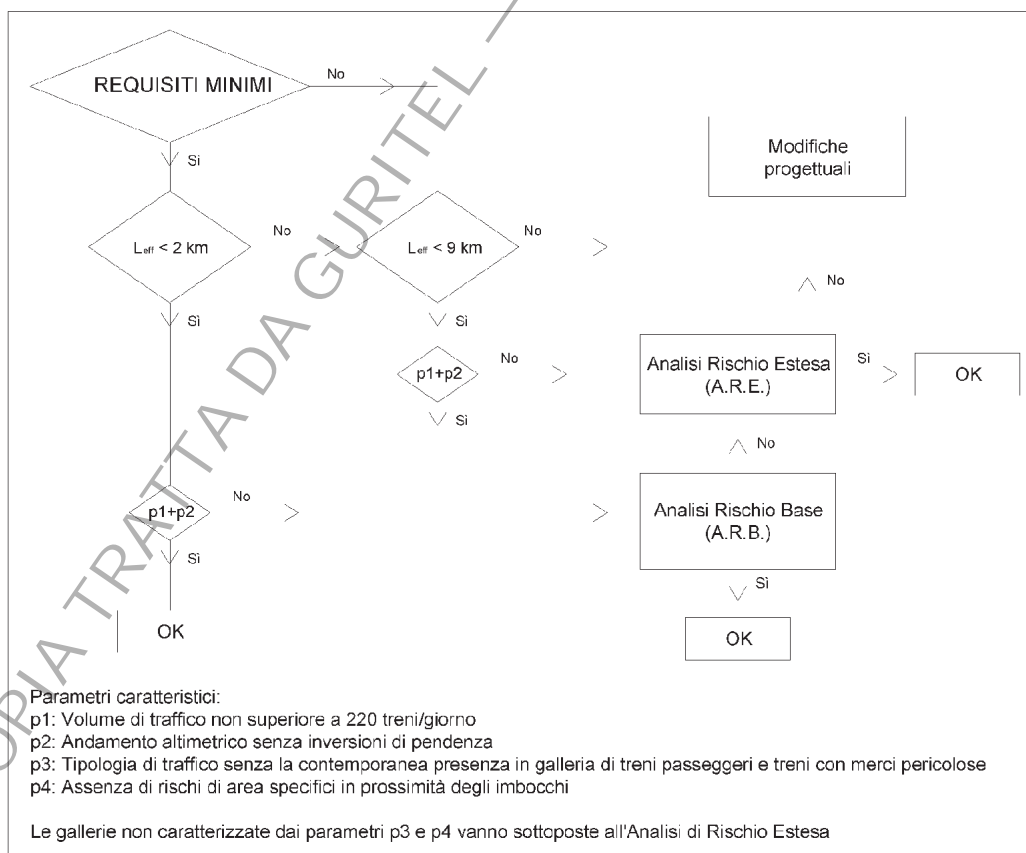 REQUISITI MINIMI
No
Sì
Modifiche
progettuali
Leff < 2 km
No
Leff < 9 km
No
Sì
Sì
No
p1+p2
No
Analisi Rischio Estesa
(A.R.E.)
Sì
OK
Sì
No
p1+p2
No
Analisi Rischio Base
(A.R.B.)
Sì
Sì
OK
OK
Parametri caratteristici:
p1: Volume di traffico non superiore a 220 treni/giorno
p2: Andamento altimetrico senza inversioni di pendenza
p3: Tipologia di traffico senza la contemporanea presenza in galleria di treni passeggeri e treni con merci pericolose
p4: Assenza di rischi di area specifici in prossimità degli imbocchi
Le gallerie non caratterizzate dai parametri p3 e p4 vanno sottoposte all'Analisi di Rischio Estesa
OPIA TRATTA DA GURITEL —